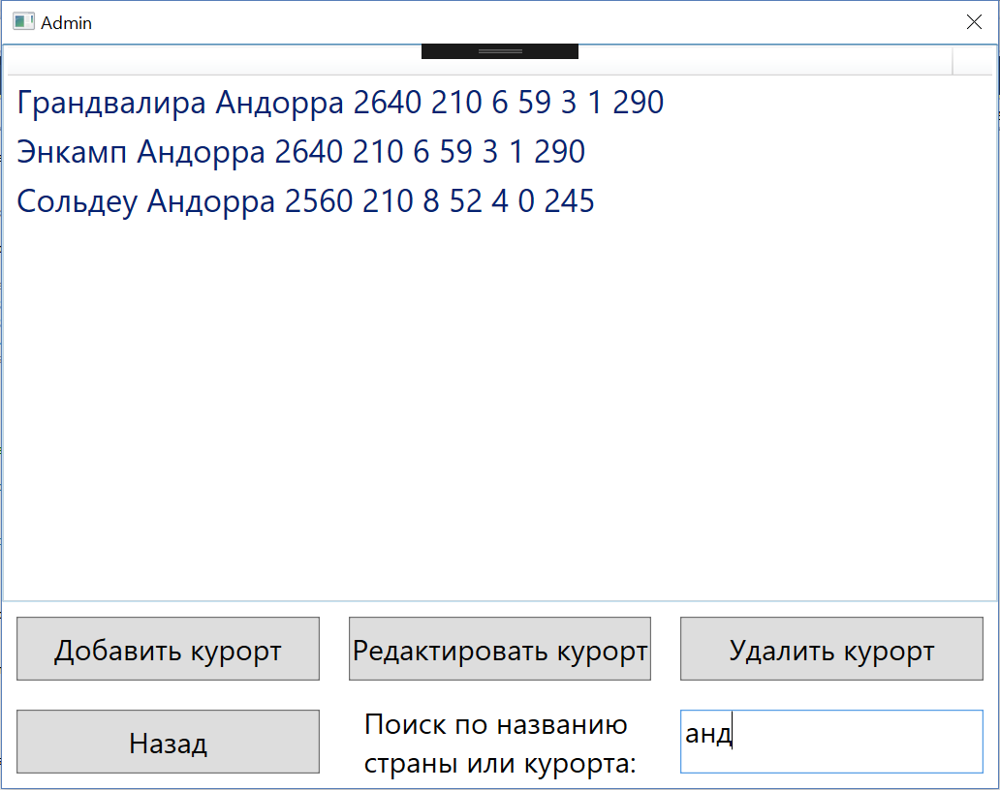 Admin
Грандвалира Андорра 2640 210 6 59 3 1 290
Энкамп Андорра 2640 210 6 59 3 1 290
Сольдеу Андорра 2560 210 8 52 4 0 245
Добавить курорт
Редактировать курорт
Удалить курорт
Назад
Поиск по названию
страны или курорта:
анд